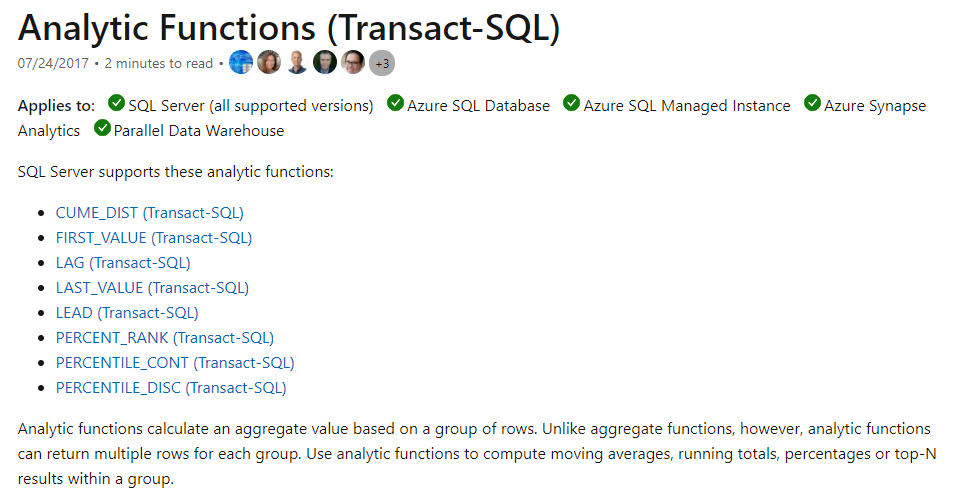 Analytic Functions (Transact-SQL)
07/24/2017 • 2 minutes to read • +3
Applies to: SQL Server (all supported versions) Azure SQL Database Azure SQL Managed Instance Azure Synapse
Analytics Parallel Data Warehouse
SQL Server supports these analytic functions:
• CUME_DIST (Transact-SQL)
• FIRST_VALUE (Transact-SQL)
• LAG (Transact-SQL)
• LAST_VALUE (Transact-SQL)
• LEAD (Transact-SQL)
• PERCENT_RANK (Transact-SQL)
• PERCENTILE_CONT (Transact-SQL)
• PERCENTILE_DISC (Transact-SQL)
Analytic functions calculate an aggregate value based on a group of rows. Unlike aggregate functions, however, analytic functions
can return multiple rows for each group. Use analytic functions to compute moving averages, running totals, percentages or top-N
results within a group.